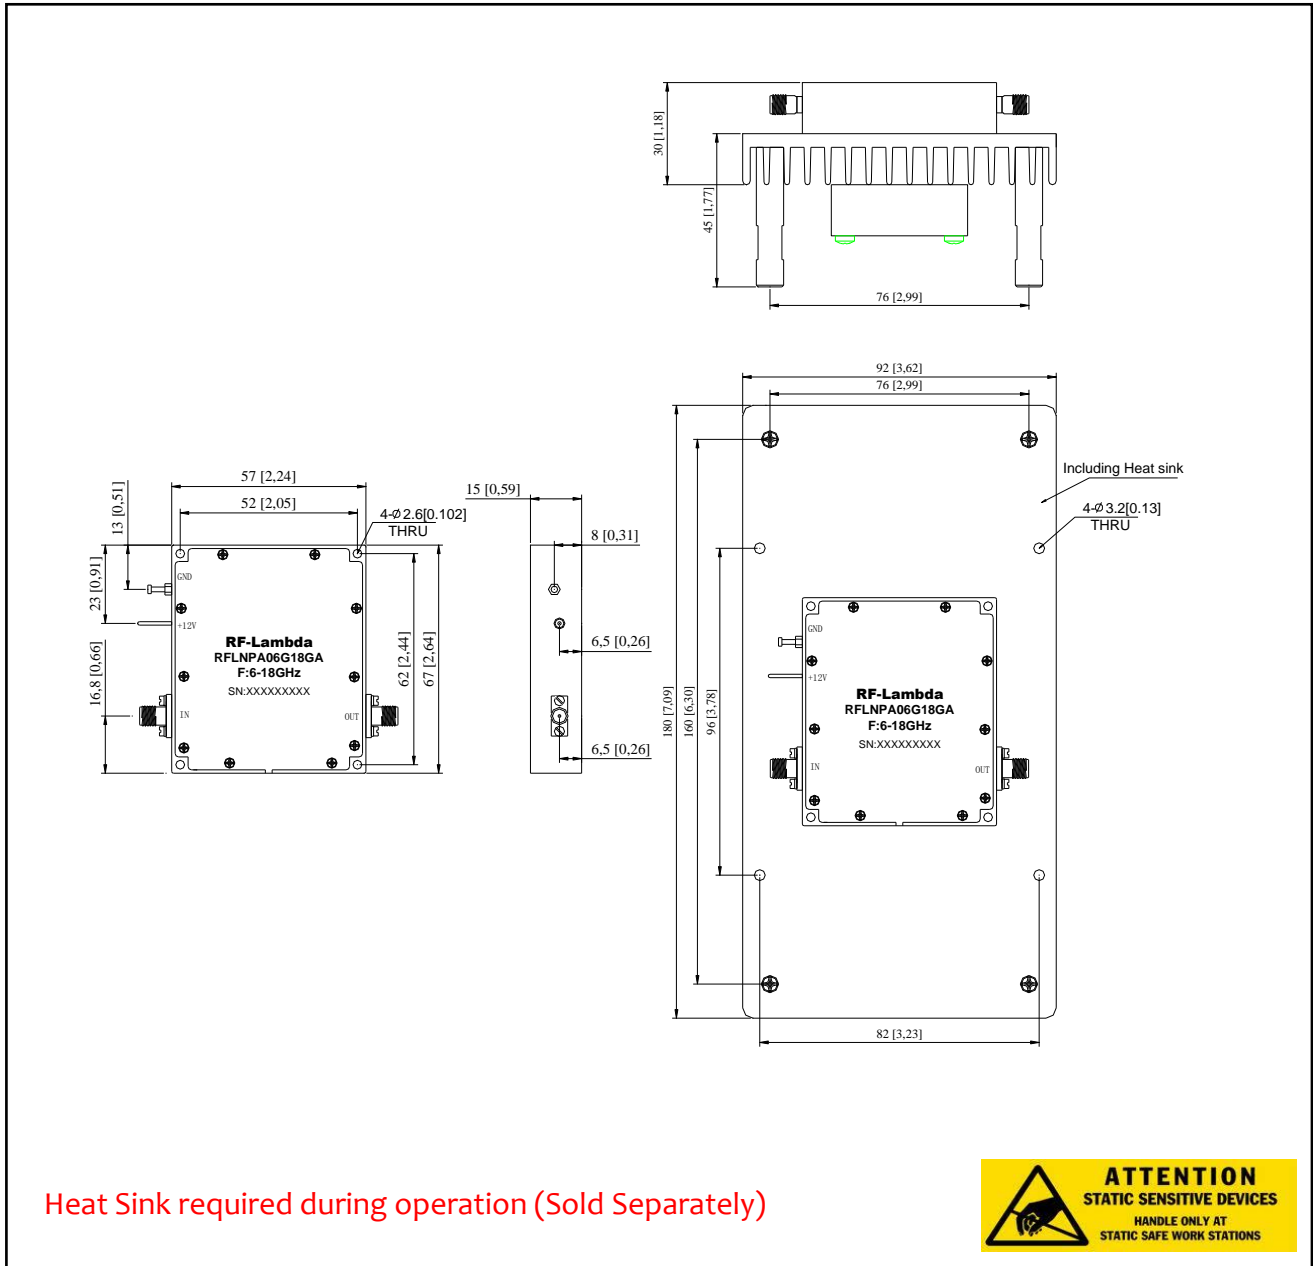 30 [1,18]
45 [1,77]
76 [2,99]
92 [3,62]
76 [2,99]
Including Heat sink
4-Ø3.2[0.13]
THRU
180 [7,09]
160 [6,30]
96 [3,78]
GND
+12V
RF-Lambda
RFLNPA06G18GA
F:6-18GHz
SN:XXXXXXXXX
IN
OUT
82 [3,23]
57 [2,24]
52 [2,05]
4-Ø2.6[0.102]
THRU
13 [0,51]
23 [0,91]
16,8 [0,66]
GND
+12V
RF-Lambda
RFLNPA06G18GA
F:6-18GHz
SN:XXXXXXXXX
IN
OUT
62 [2,44]
67 [2,64]
15 [0,59]
8 [0,31]
6,5 [0,26]
6,5 [0,26]
Heat Sink required during operation (Sold Separately)
ATTENTION
STATIC SENSITIVE DEVICES
HANDLE ONLY AT
STATIC SAFE WORK STATIONS